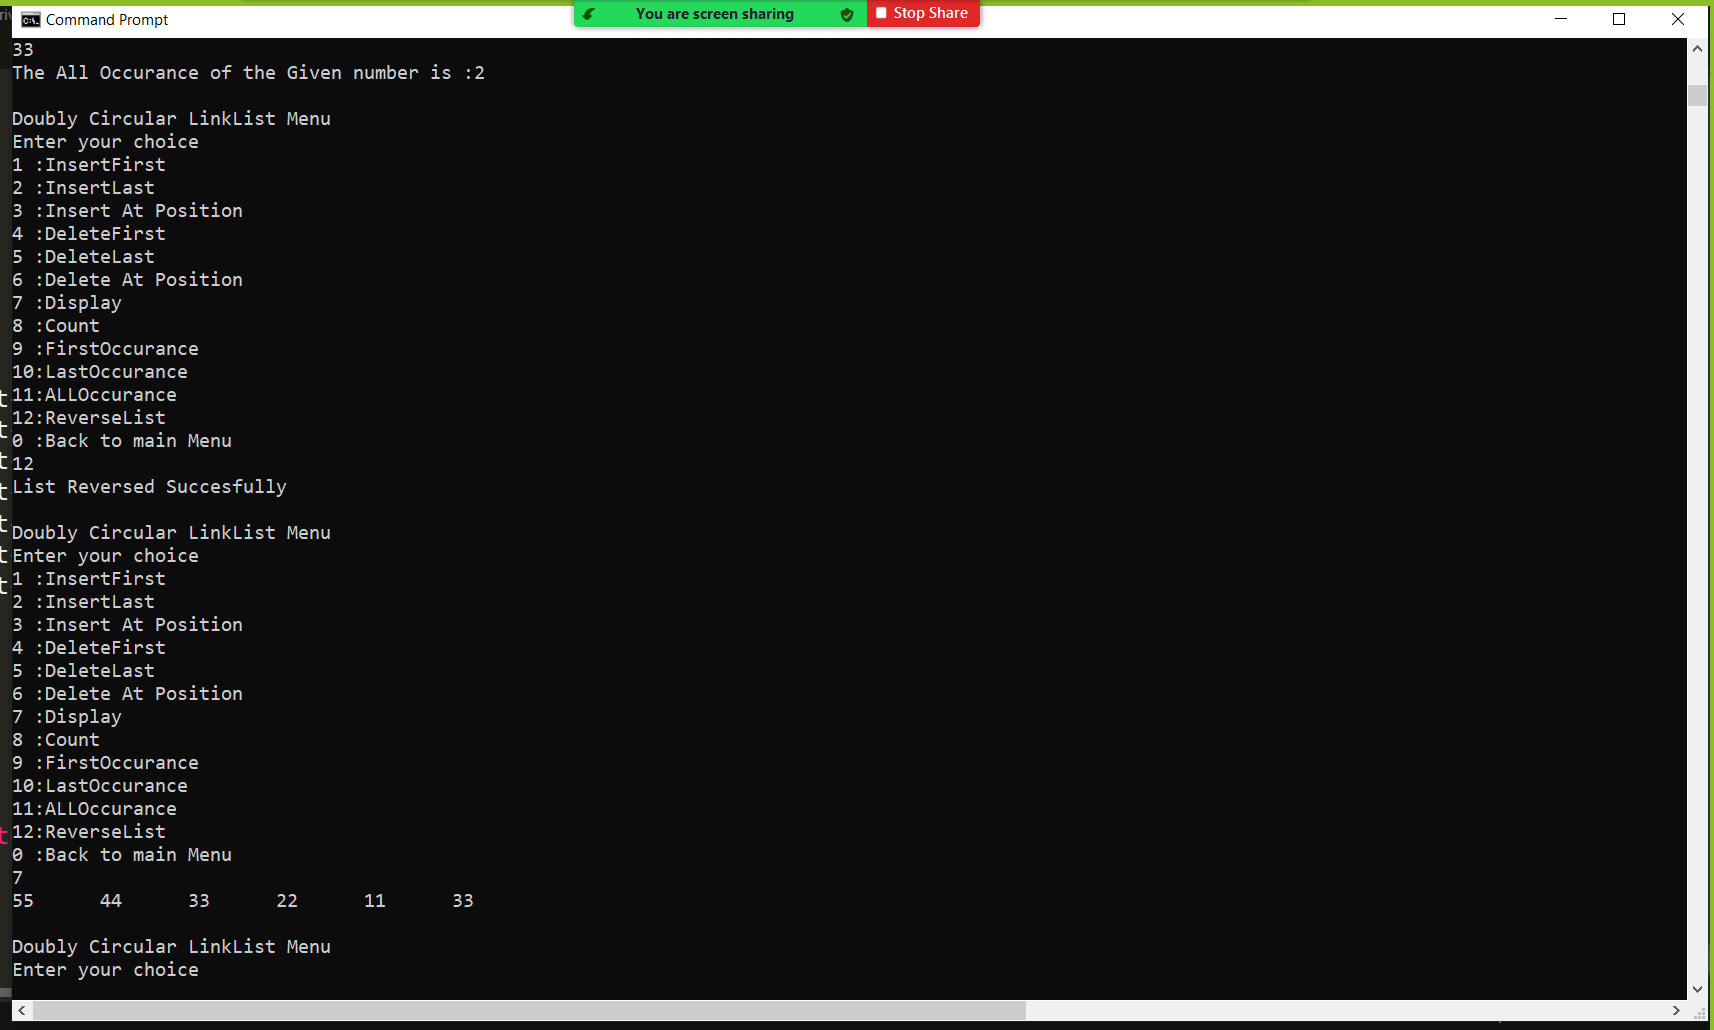 Command Prompt
You are screen sharing
Stop Share
33
The All Occurance of the Given number is :2
Doubly Circular LinkList Menu
Enter your choice
1 :InsertFirst
2 :InsertLast
3 :Insert At Position
4 :DeleteFirst
5 :DeleteLast
6 :Delete At Position
7 :Display
8 :Count
9 :FirstOccurance
10:LastOccurance
11:ALLOccurance
12:ReverseList
0 :Back to main Menu
12
List Reversed Succesfully
Doubly Circular LinkList Menu
Enter your choice
1 :InsertFirst
2 :InsertLast
3 :Insert At Position
4 :DeleteFirst
5 :DeleteLast
6 :Delete At Position
7 :Display
8 :Count
9 :FirstOccurance
10:LastOccurance
11:ALLOccurance
12:ReverseList
0 :Back to main Menu
7
55 44 33 22 11 33
Doubly Circular LinkList Menu
Enter your choice